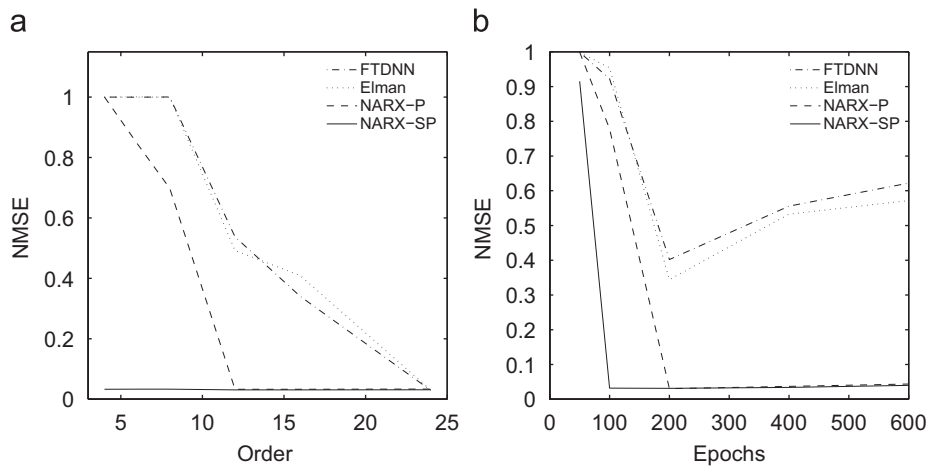 a
NMSE
1
0.8
0.6
0.4
0.2
0
5 10 15 20 25
Order
FTDNN
Elman
NARX-P
NARX-SP
b
NMSE
1
0.9
0.8
0.7
0.6
0.5
0.4
0.3
0.2
0.1
0
0 100 200 300 400 500 600
Epochs
FTDNN
Elman
NARX-P
NARX-SP